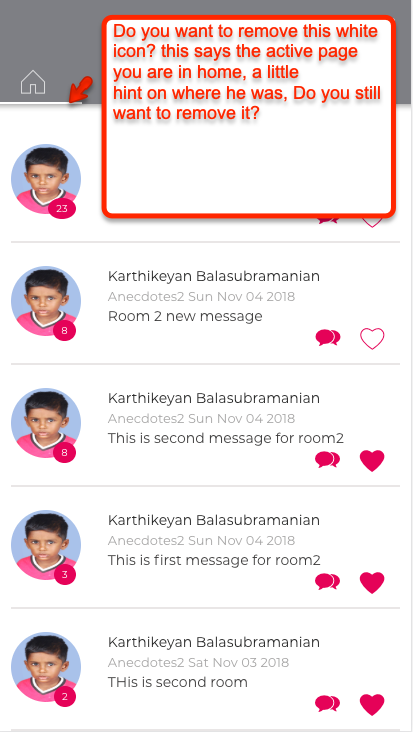 Do you want to remove this white
icon? this says the active page
you are in home, a little
hint on where he was, Do you still
want to remove it?
23
Karthikeyan Balasubramanian
Anecdotes2 Sun Nov 04 2018
Room 2 new message
8
Karthikeyan Balasubramanian
Anecdotes2 Sun Nov 04 2018
This is second message for room2
8
Karthikeyan Balasubramanian
Anecdotes2 Sun Nov 04 2018
This is first message for room2
3
Karthikeyan Balasubramanian
Anecdotes2 Sat Nov 03 2018
THis is second room
2